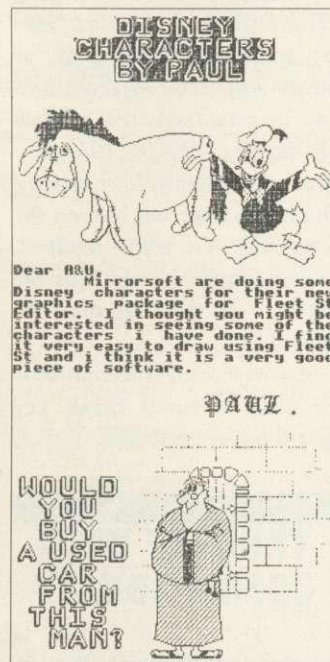 DISNEY
CHARACTERS
BY PAUL
Dear A&U,
Mirrorsoft are doing some
Disney characters for their new
graphics package for Fleet St
Editor. I thought you might be
interested in seeing some of the
characters i have done. I find
it very easy to draw using Fleet
St and i think it is a very good
piece of software.
PAUL.
WOULD
YOU
BUY
A USED
CAR
FROM
THIS
MAN?